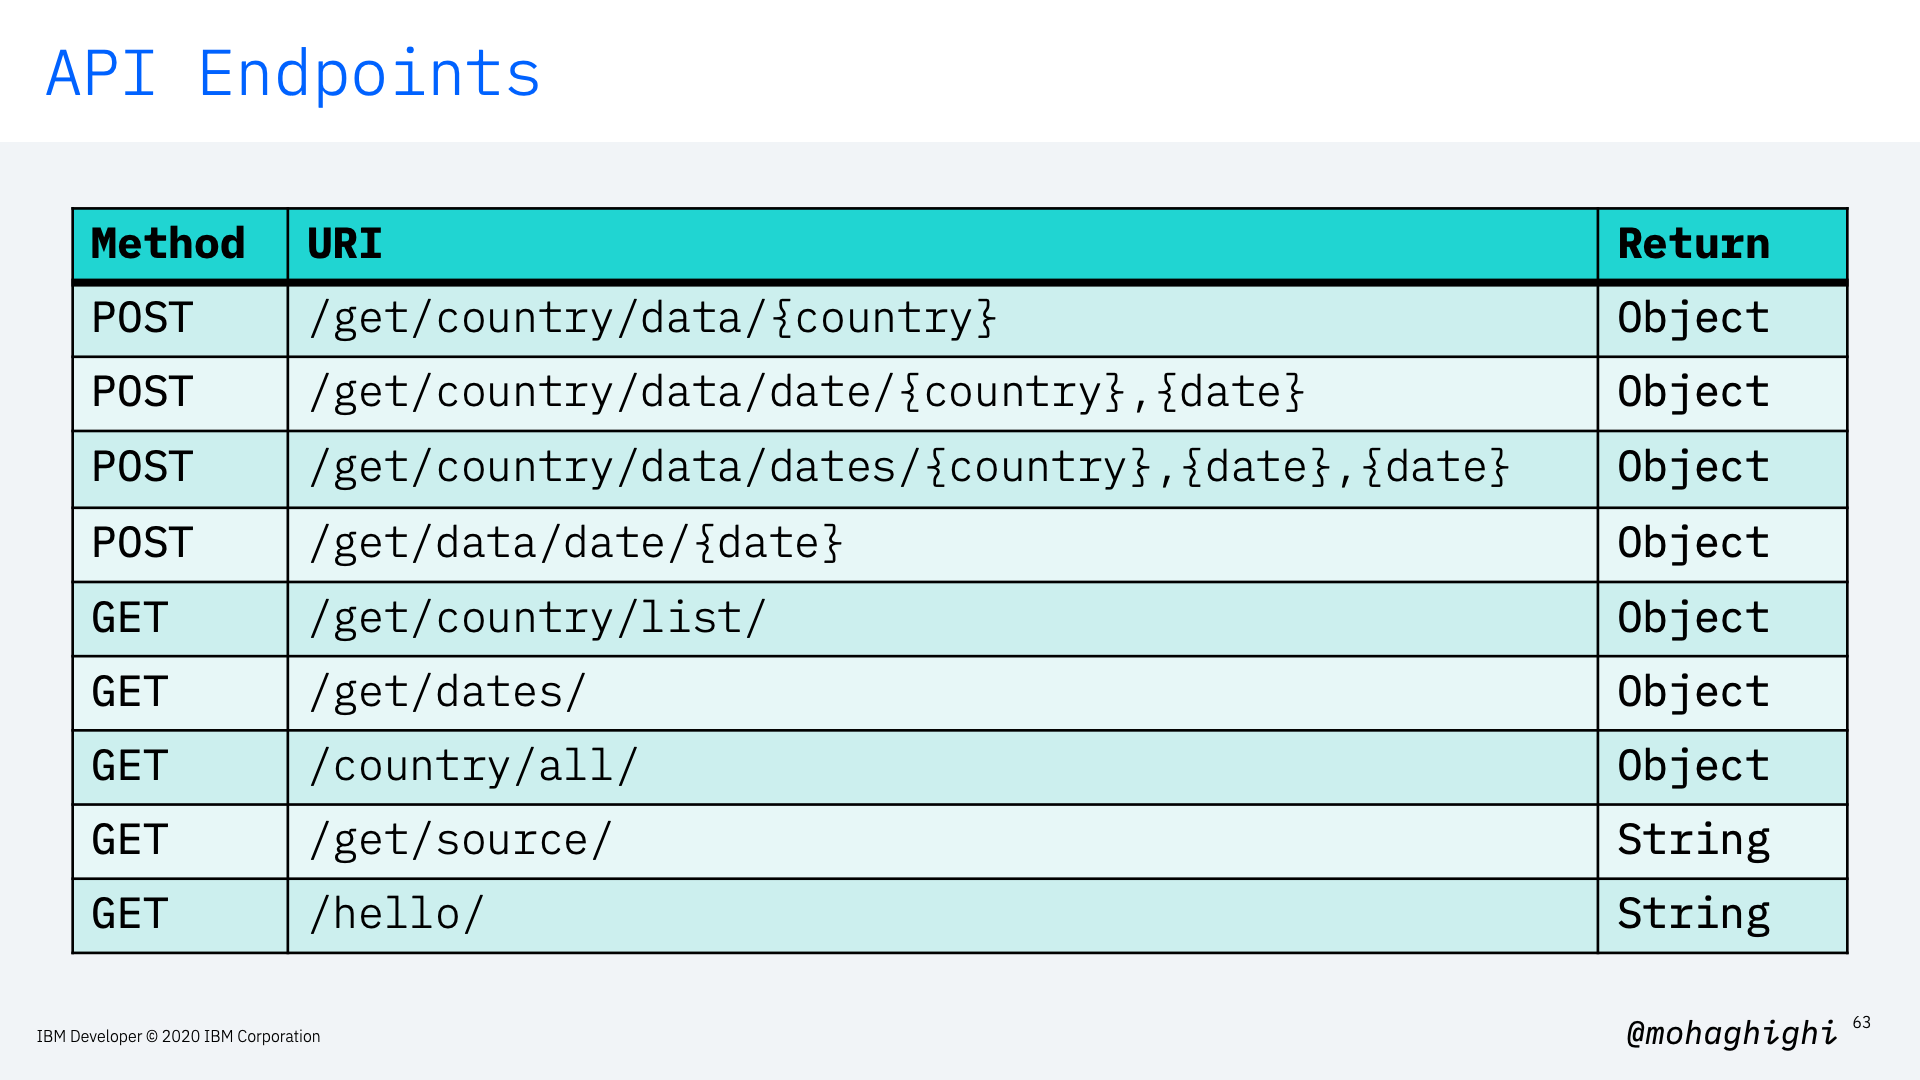 API Endpoints
Method URI Return
POST /get/country/data/{country} Object
POST /get/country/data/date/{country},{date} Object
POST /get/country/data/dates/{country},{date},{date} Object
POST /get/data/date/{date} Object
GET /get/country/list/ Object
GET /get/dates/ Object
GET /country/all/ Object
GET /get/source/ String
GET /hello/ String
IBM Developer © 2020 IBM Corporation
@mohaghighi 63